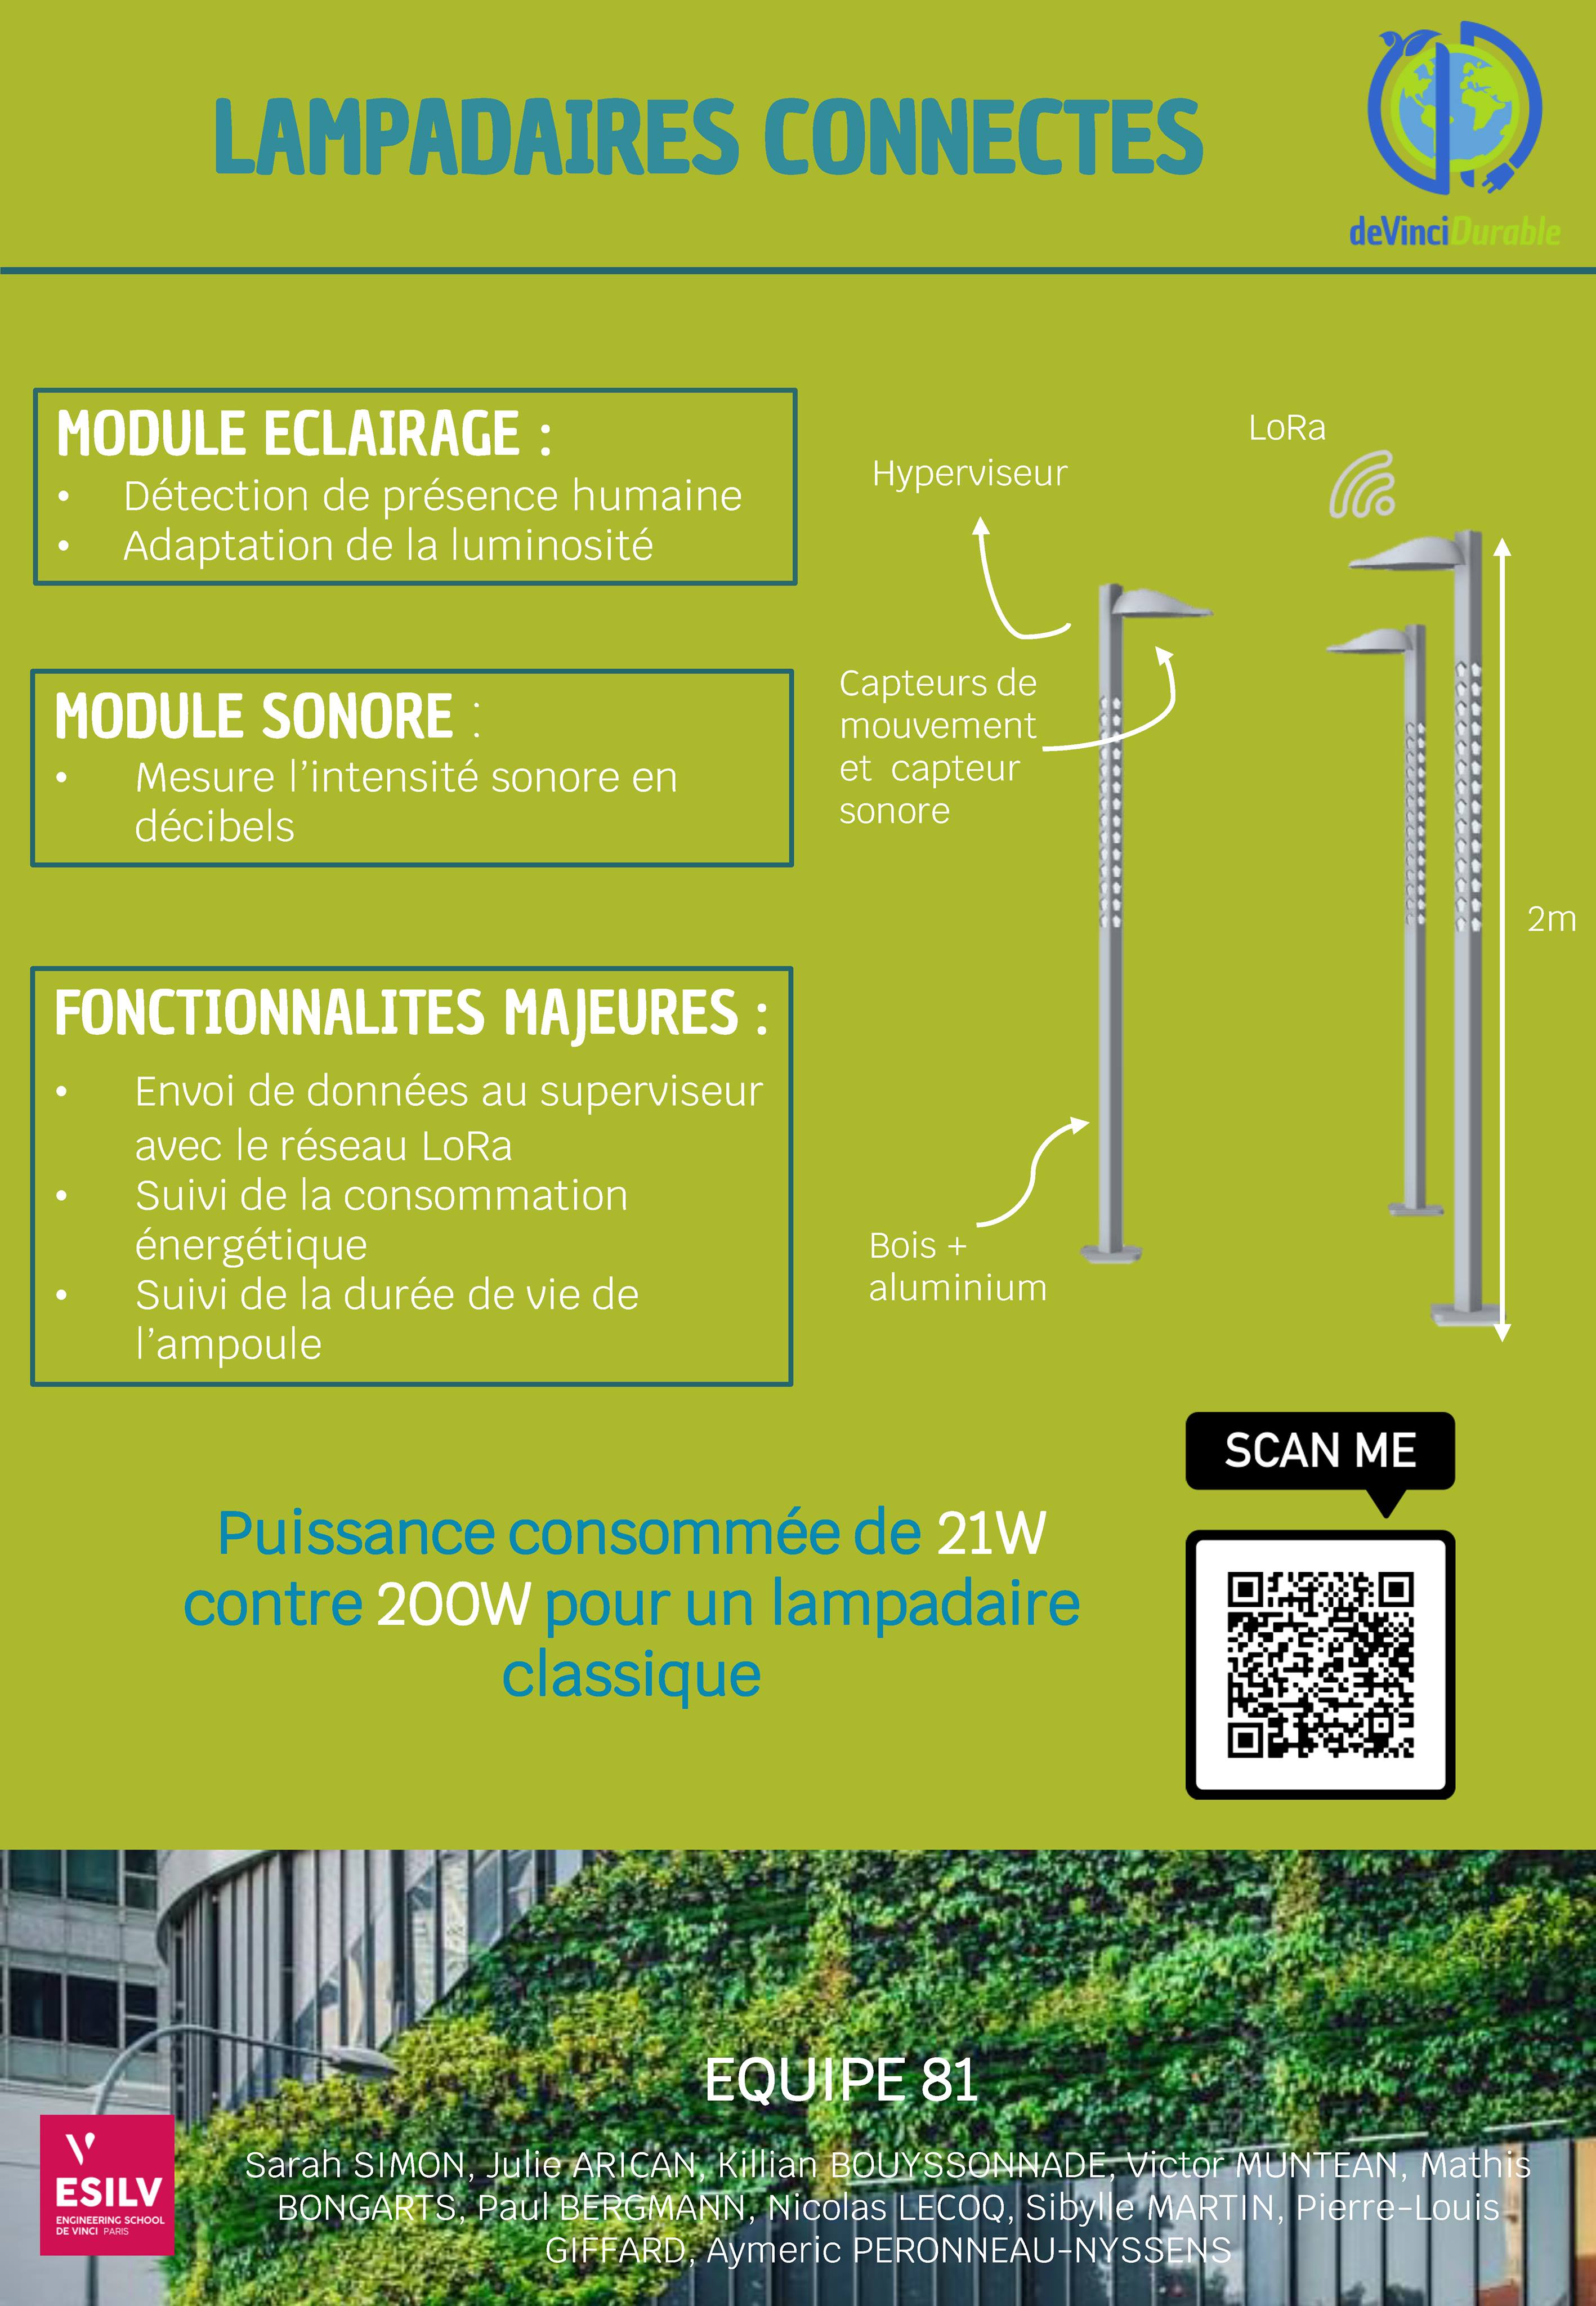 LAMPADAIRES CONNECTES
deVinciDurable
MODULE ECLAIRAGE :
• Détection de présence humaine
• Adaptation de la luminosité
MODULE SONORE :
• Mesure l’intensité sonore en
décibels
FONCTIONNALITES MAJEURES :
• Envoi de données au superviseur
avec le réseau LoRa
• Suivi de la consommation
énergétique
• Suivi de la durée de vie de
l’ampoule
LoRa
Hyperviseur
Capteurs de
mouvement
et capteur
sonore
2m
Bois +
aluminium
SCAN ME
Puissance consommée de 21W
contre 200W pour un lampadaire
classique
EQUIPE 81
Sarah SIMON, Julie ARICAN, Killian BOUYSSONNADE, Victor MUNTEAN, Mathis
BONGARTS, Paul BERGMANN, Nicolas LECOQ, Sibylle MARTIN, Pierre-Louis
GIFFARD, Aymeric PERONNEAU-NYSSENS
ESILV
ENGINEERING SCHOOL
DE VINCI PARIS